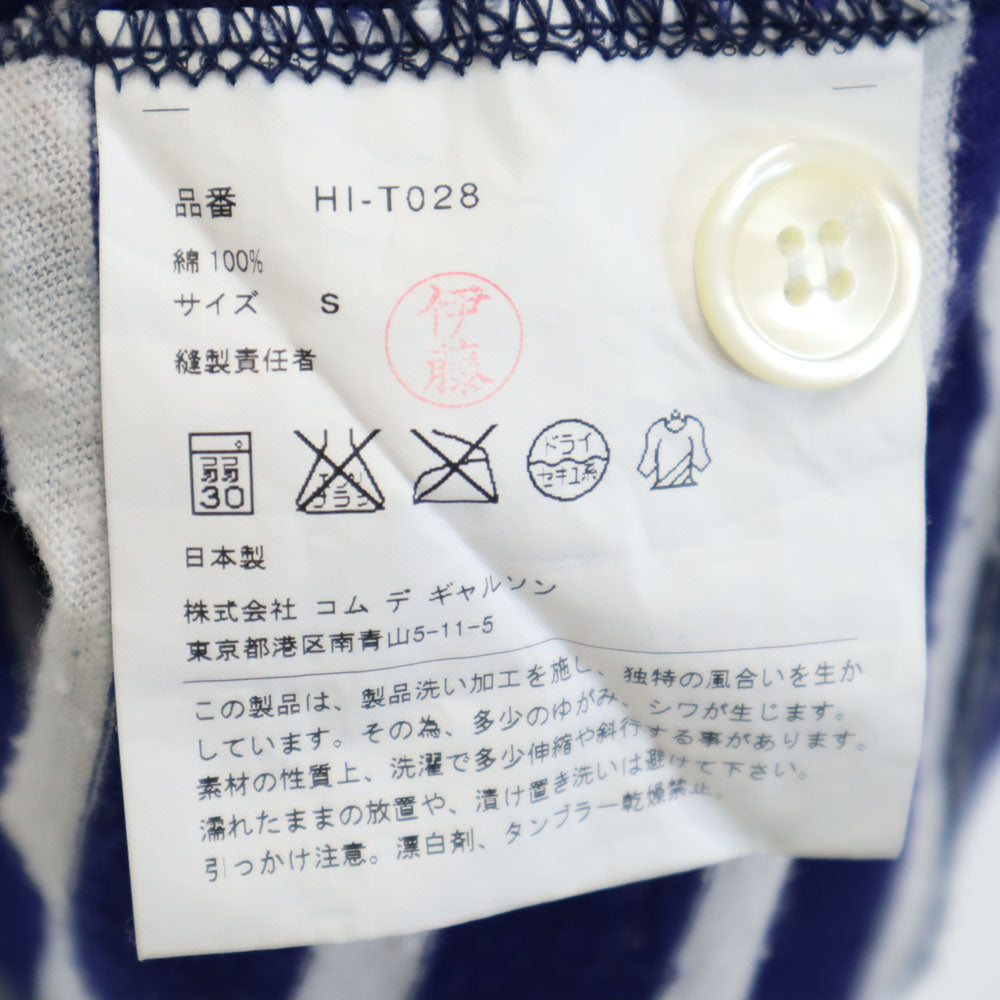 品番 HI-T028
綿 100%
サイズ S
伊藤
縫製責任者
弱 30
エンソ
サラシ
ドライ
セキユ系
日本製
株式会社 コム デ ギャルソン
東京都港区南青山5-11-5
この製品は、製品洗い加工を施し、独特の風合いを生か
しています。その為、多少のゆがみ、シワが生じます。
素材の性質上、洗濯で多少伸縮や斜行する事があります。
濡れたままの放置や、漬け置き洗いは避けて下さい。
引っかけ注意。漂白剤、タンブラー乾燥禁止。